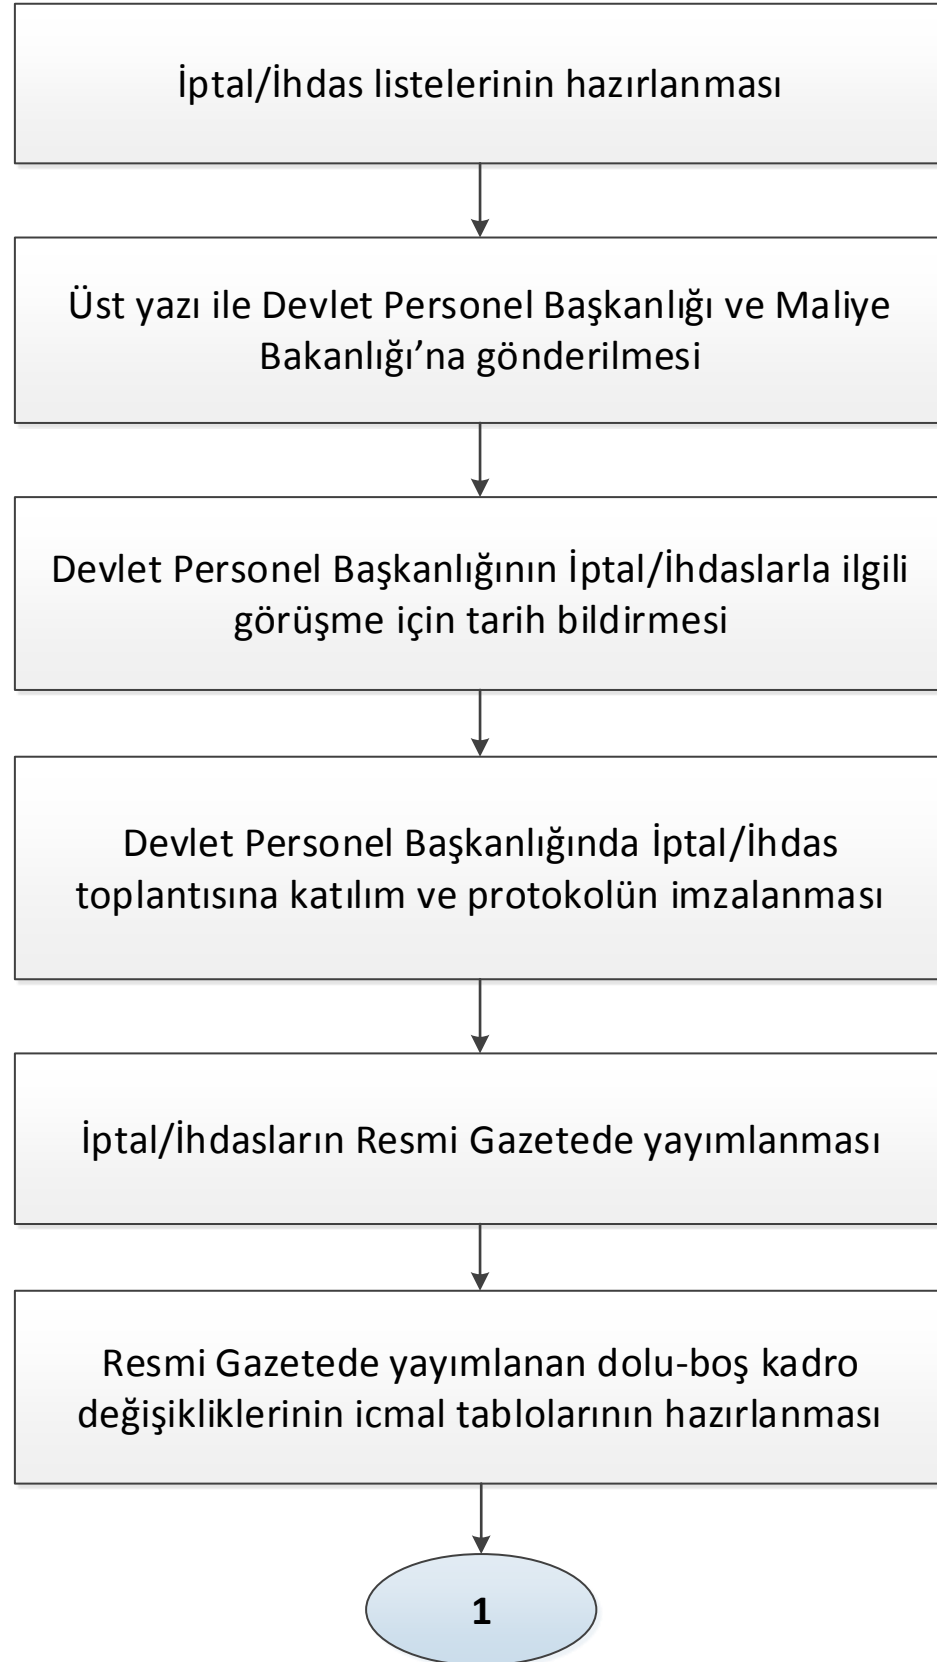 İptal/İhdas listelerinin hazırlanması
Üst yazı ile Devlet Personel Başkanlığı ve Maliye
Bakanlığı’na gönderilmesi
Devlet Personel Başkanlığının İptal/İhdaslarla ilgili
görüşme için tarih bildirmesi
Devlet Personel Başkanlığında İptal/İhdas
toplantısına katılım ve protokolün imzalanması
İptal/İhdasların Resmi Gazetede yayımlanması
Resmi Gazetede yayımlanan dolu-boş kadro
değişikliklerinin icmal tablolarının hazırlanması
1